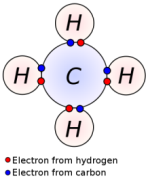 H
H C H
H
Electron from hydrogen
Electron from carbon